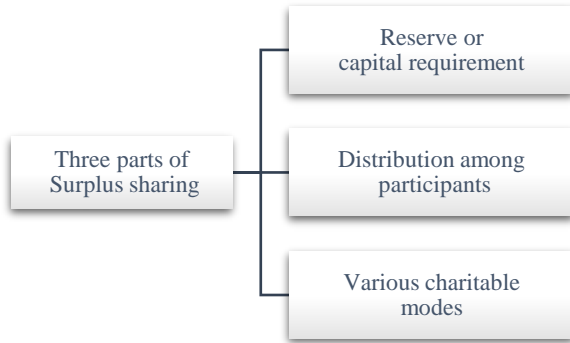 Three parts of
Surplus sharing
Reserve or
capital requirement
Distribution among
participants
Various charitable
modes